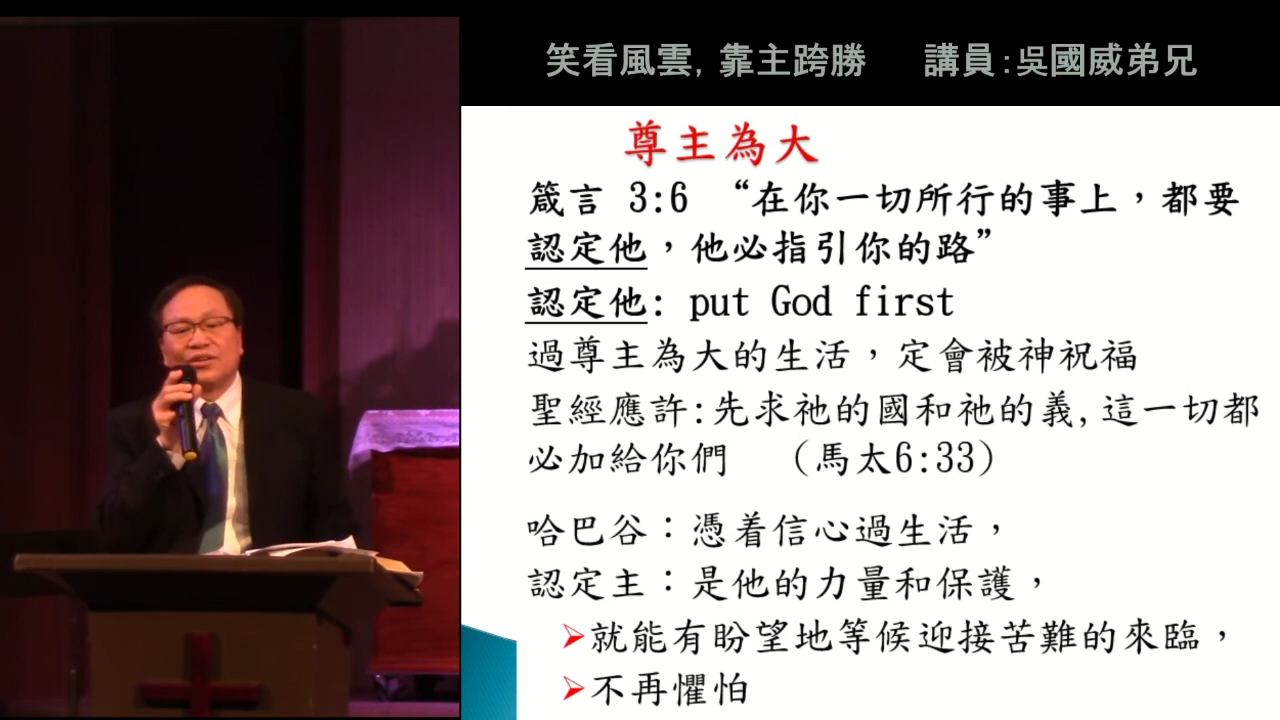 笑看風雲, 靠主跨勝 講員:吳國威弟兄
尊主為大
箴言 3:6 “在你一切所行的事上，都要
認定他，他必指引你的路”
認定他: put God first
過尊主為大的生活，定會被神祝福
聖經應許:先求祂的國和祂的義,這一切都
必加給你們 （馬太6:33）
哈巴谷：憑着信心過生活，
認定主：是他的力量和保護，
就能有盼望地等候迎接苦難的來臨，
不再懼怕